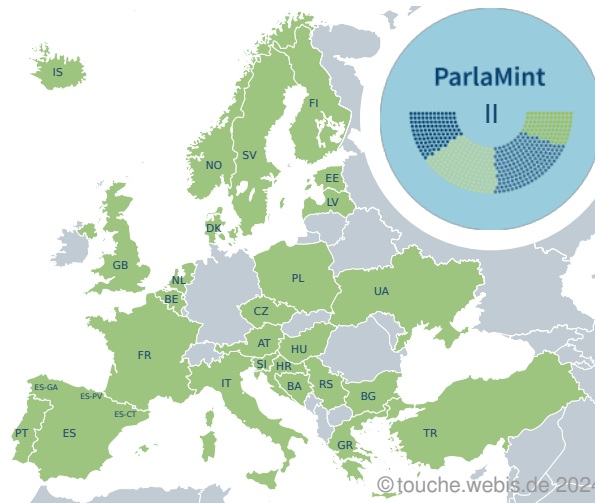 ParlaMint
II
IS
FI
NO
SV
EE
LV
DK
GB
NL
BE
PL
UA
CZ
FR
AT
HU
SI
HR
IT
BA
RS
BG
ES-GA
ES-PV
ES-CT
PT
ES
GR
TR
© touche.webis.de 2024